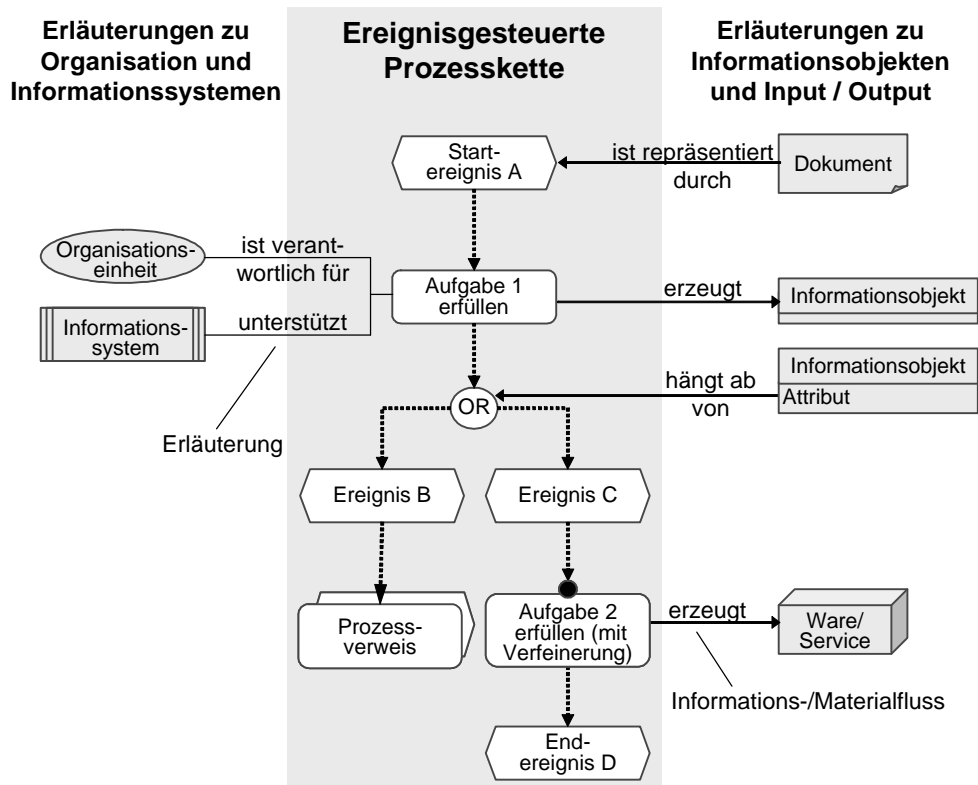 Erläuterungen zu
Organisation und
Informationssystemen
Ereignisgesteuerte
Prozesskette
Erläuterungen zu
Informationsobjekten
und Input / Output
Start-
ereignis A
ist repräsentiert
durch
Dokument
Organisations-
einheit
ist verant-
wortlich für
Aufgabe 1
erfüllen
erzeugt
Informationsobjekt
Informations-
system
unterstützt
Informationsobjekt
Attribut
hängt ab
von
OR
Erläuterung
Ereignis B
Ereignis C
Prozess-
verweis
Aufgabe 2
erfüllen (mit
Verfeinerung)
erzeugt
Ware/
Service
Informations-/Materialfluss
End-
ereignis D